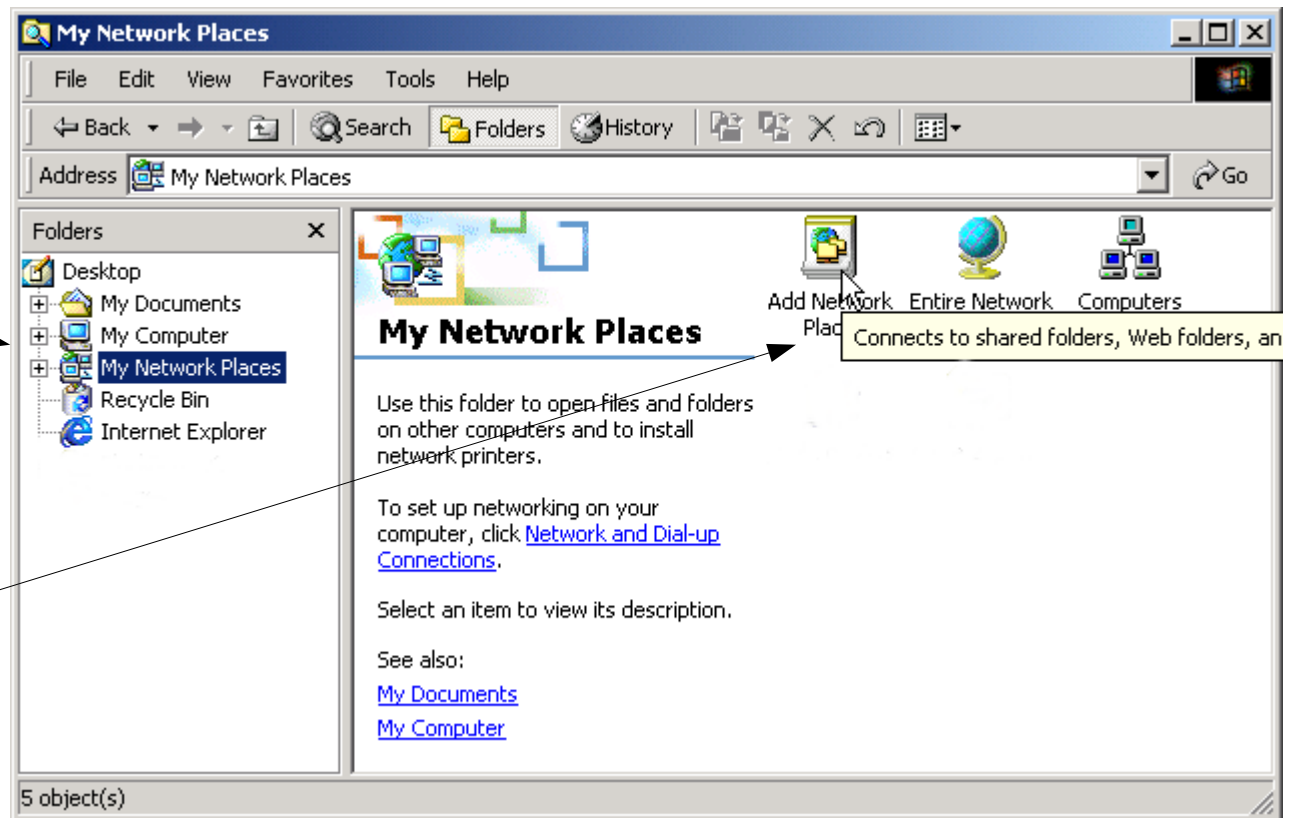 My Network Places
File Edit View Favorites Tools Help
Back Search Folders History
Address My Network Places Go
Folders
Desktop
My Documents
My Computer
My Network Places
Recycle Bin
Internet Explorer
My Network Places
Use this folder to open files and folders
on other computers and to install
network printers.
To set up networking on your
computer, click Network and Dial-up
Connections.
Select an item to view its description.
See also:
My Documents
My Computer
Add Network
Entire Network
Computers
Connects to shared folders, Web folders, an
5 object(s)